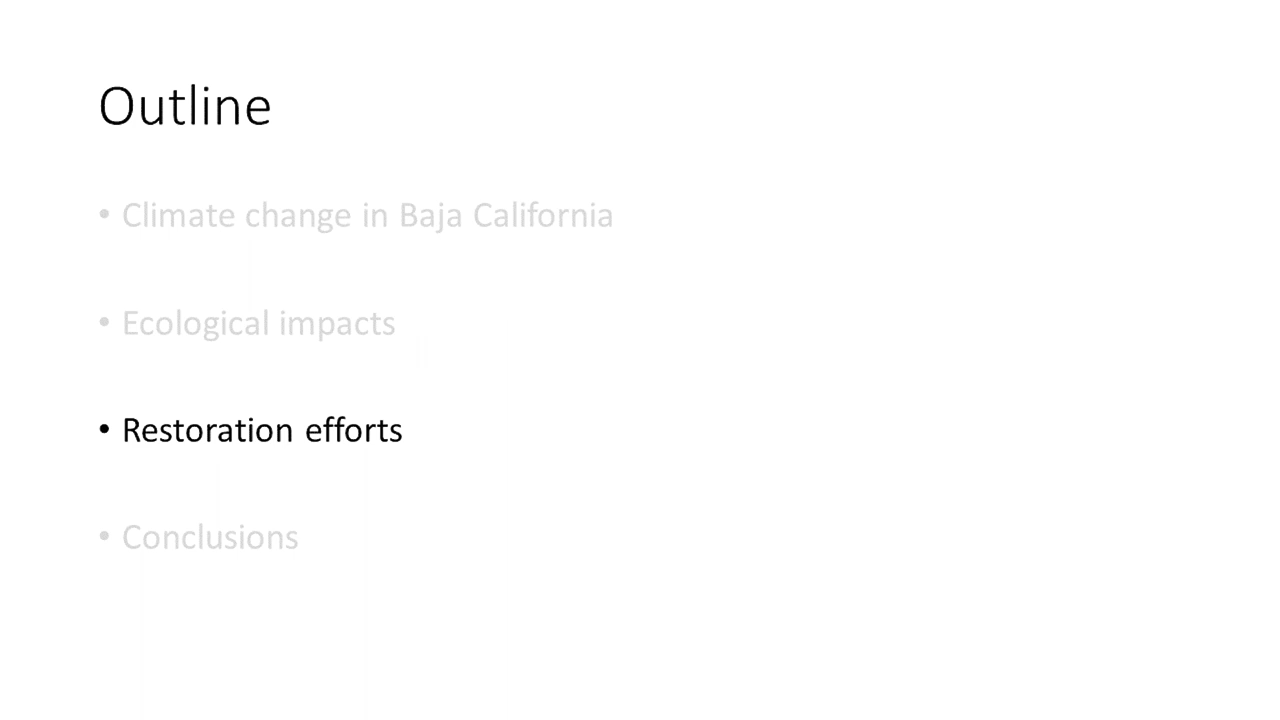 Outline
• Climate change in Baja California
• Ecological impacts
• Restoration efforts
• Conclusions